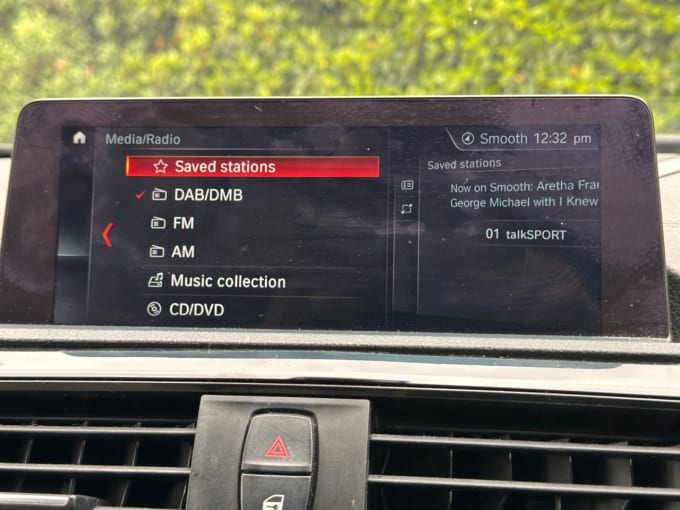 Media/Radio
Smooth 12:32 pm
Saved stations
DAB/DMB
FM
AM
Music collection
CD/DVD
Saved stations
Now on Smooth: Aretha Fra
George Michael with I Knew
01 talkSPORT